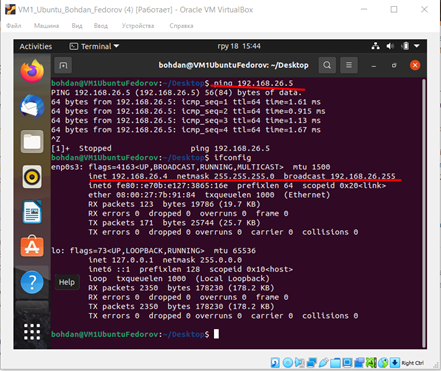 VM1_Ubuntu_Bohdan_Fedorov (4) [Работает] - Oracle VM VirtualBox
Файл Машина Вид Ввод Устройства Справка
Activities Terminal гру 18 15:44
bohdan@VM1UbuntuFedorov: ~/Desktop
bohdan@VM1UbuntuFedorov:~/Desktop$ ping 192.168.26.5
PING 192.168.26.5 (192.168.26.5) 56(84) bytes of data.
64 bytes from 192.168.26.5: icmp_seq=1 ttl=64 time=1.61 ms
64 bytes from 192.168.26.5: icmp_seq=2 ttl=64 time=0.915 ms
64 bytes from 192.168.26.5: icmp_seq=3 ttl=64 time=1.13 ms
64 bytes from 192.168.26.5: icmp_seq=4 ttl=64 time=1.67 ms
^Z
[1]+ Stopped ping 192.168.26.5
bohdan@VM1UbuntuFedorov:~/Desktop$ ifconfig
enp0s3: flags=4163<UP,BROADCAST,RUNNING,MULTICAST> mtu 1500
inet 192.168.26.4 netmask 255.255.255.0 broadcast 192.168.26.255
inet6 fe80::e70b:e127:3865:16e prefixlen 64 scopeid 0x20<link>
ether 08:00:27:7b:91:84 txqueuelen 1000 (Ethernet)
RX packets 123 bytes 19786 (19.7 KB)
RX errors 0 dropped 0 overruns 0 frame 0
TX packets 171 bytes 25744 (25.7 KB)
TX errors 0 dropped 0 overruns 0 carrier 0 collisions 0
lo: flags=73<UP,LOOPBACK,RUNNING> mtu 65536
inet 127.0.0.1 netmask 255.0.0.0
inet6 ::1 prefixlen 128 scopeid 0x10<host>
loop txqueuelen 1000 (Local Loopback)
RX packets 2350 bytes 178230 (178.2 KB)
RX errors 0 dropped 0 overruns 0 frame 0
TX packets 2350 bytes 178230 (178.2 KB)
TX errors 0 dropped 0 overruns 0 carrier 0 collisions 0
Help
bohdan@VM1UbuntuFedorov:~/Desktop$
Right Ctrl